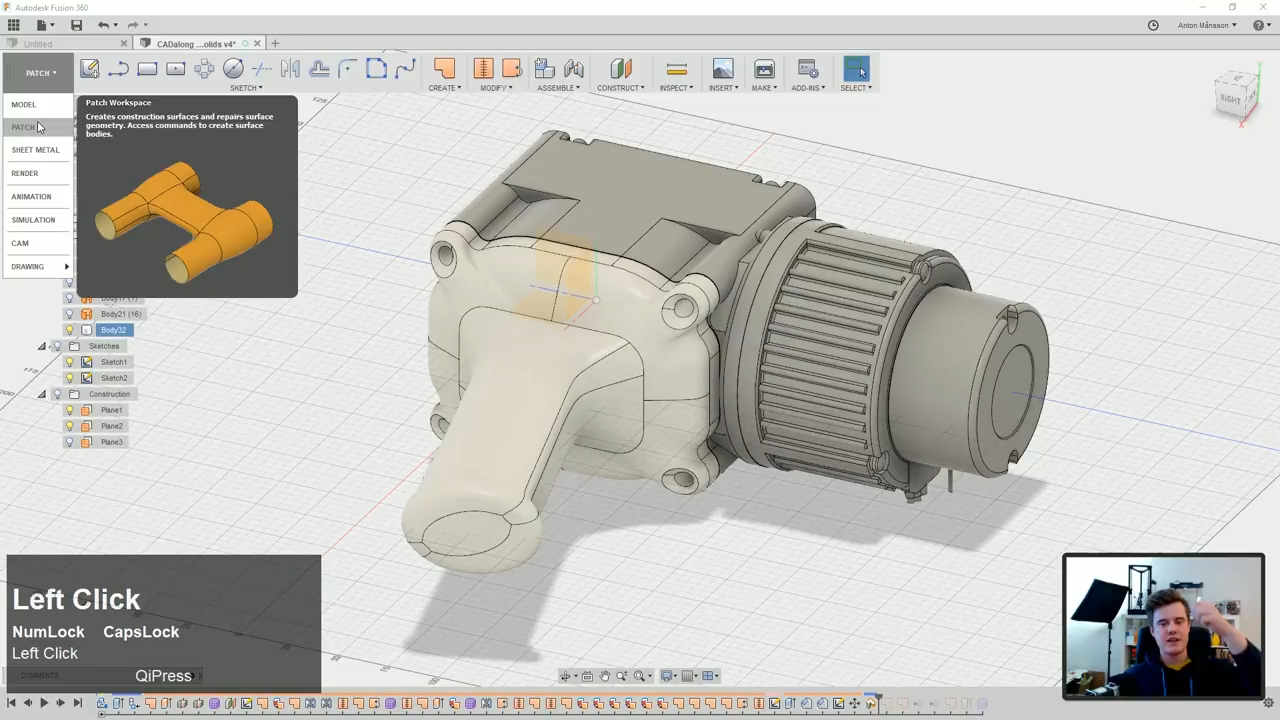 Autodesk Fusion 360
Anton Månsson
Untitled
CADalong ...olids v4*
PATCH
SKETCH
CREATE
MODIFY
ASSEMBLE
CONSTRUCT
INSPECT
INSERT
MAKE
ADD-INS
SELECT
MODEL
PATCH
SHEET METAL
RENDER
ANIMATION
SIMULATION
CAM
DRAWING
Patch Workspace
Creates construction surfaces and repairs surface
geometry. Access commands to create surface
bodies.
RIGHT
125
Body21 (16)
Body32
Sketches
Sketch1
Sketch2
Construction
Plane1
Plane2
Plane3
Left Click
NumLock CapsLock
Left Click
COMMENTS
QiPress